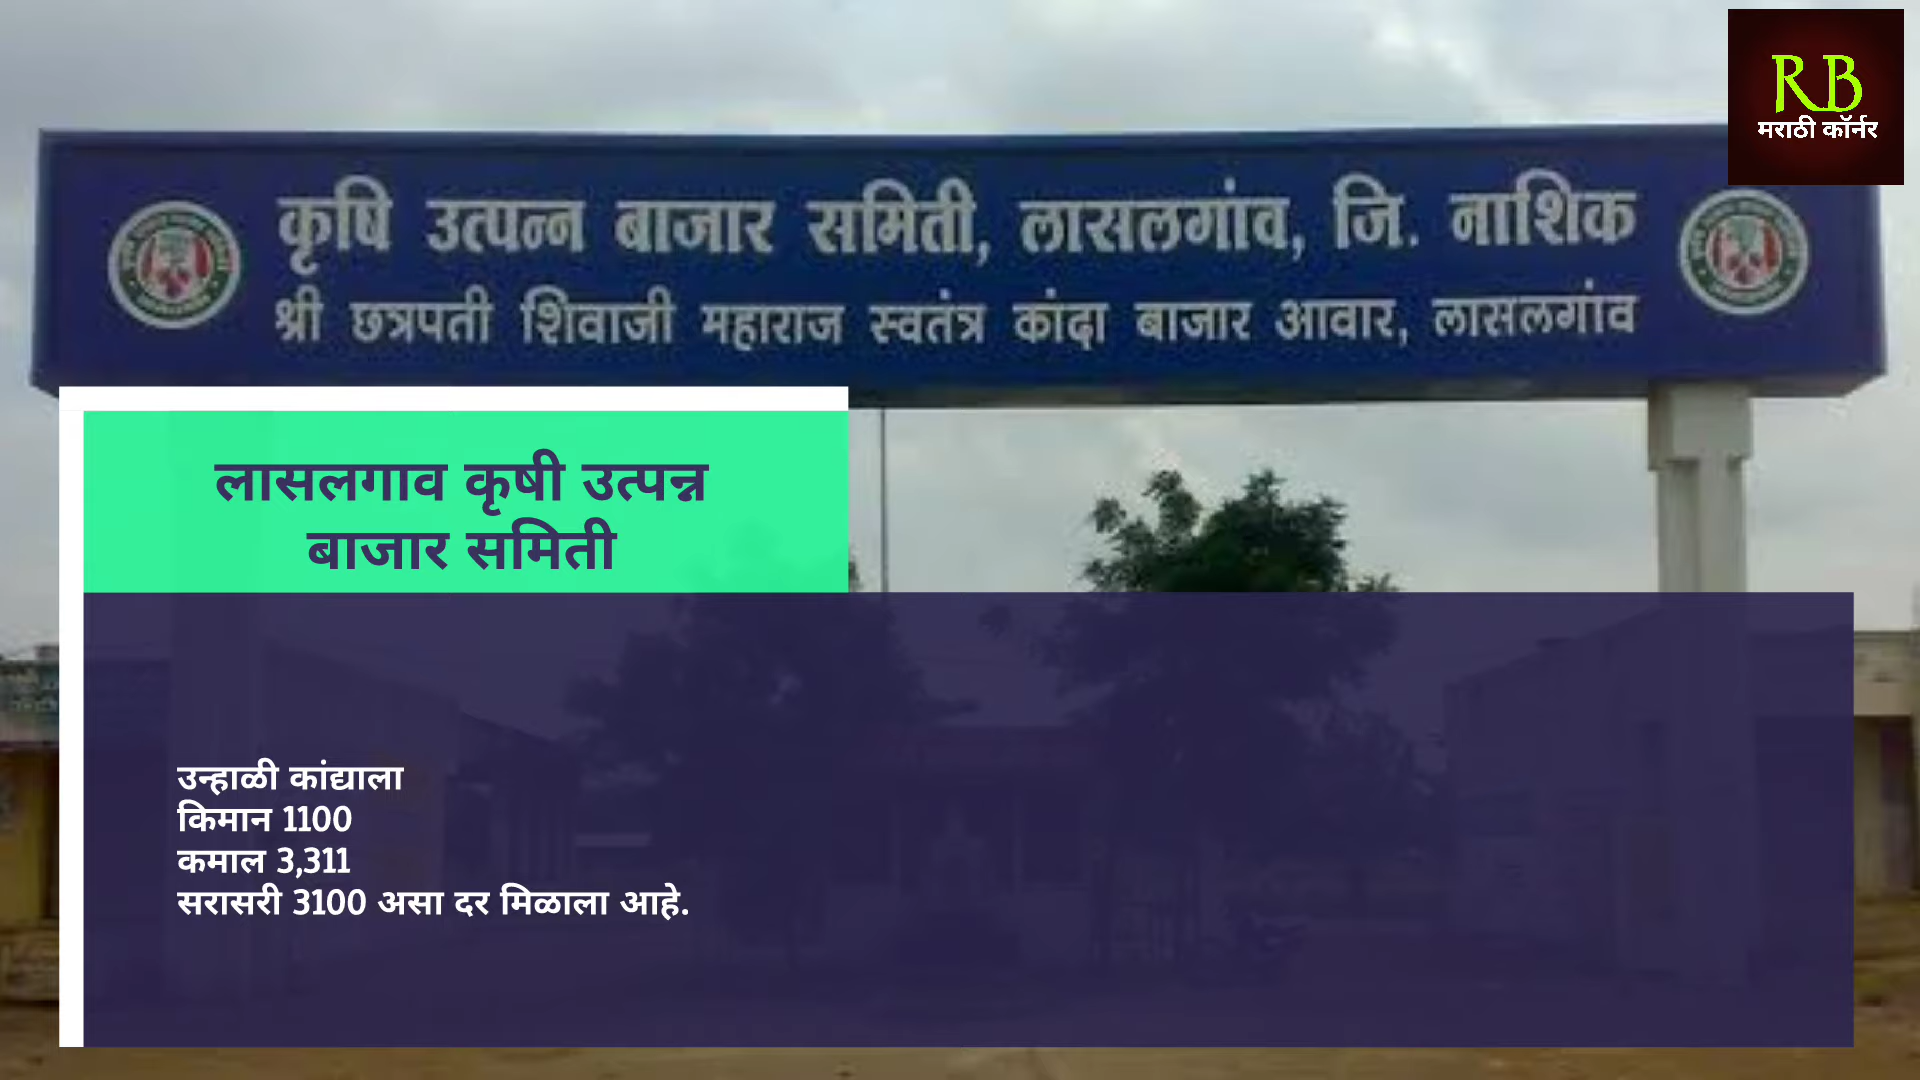 RB
मराठी कॉर्नर
कृषि उत्पन्न बाजार समिती, लासलगांव, जि. नाशिक
श्री छत्रपती शिवाजी महाराज स्वतंत्र कांदा बाजार आवार, लासलगांव
लासलगाव कृषी उत्पन्न
बाजार समिती
उन्हाळी कांद्याला
किमान 1100
कमाल 3,311
सरासरी 3100 असा दर मिळाला आहे.